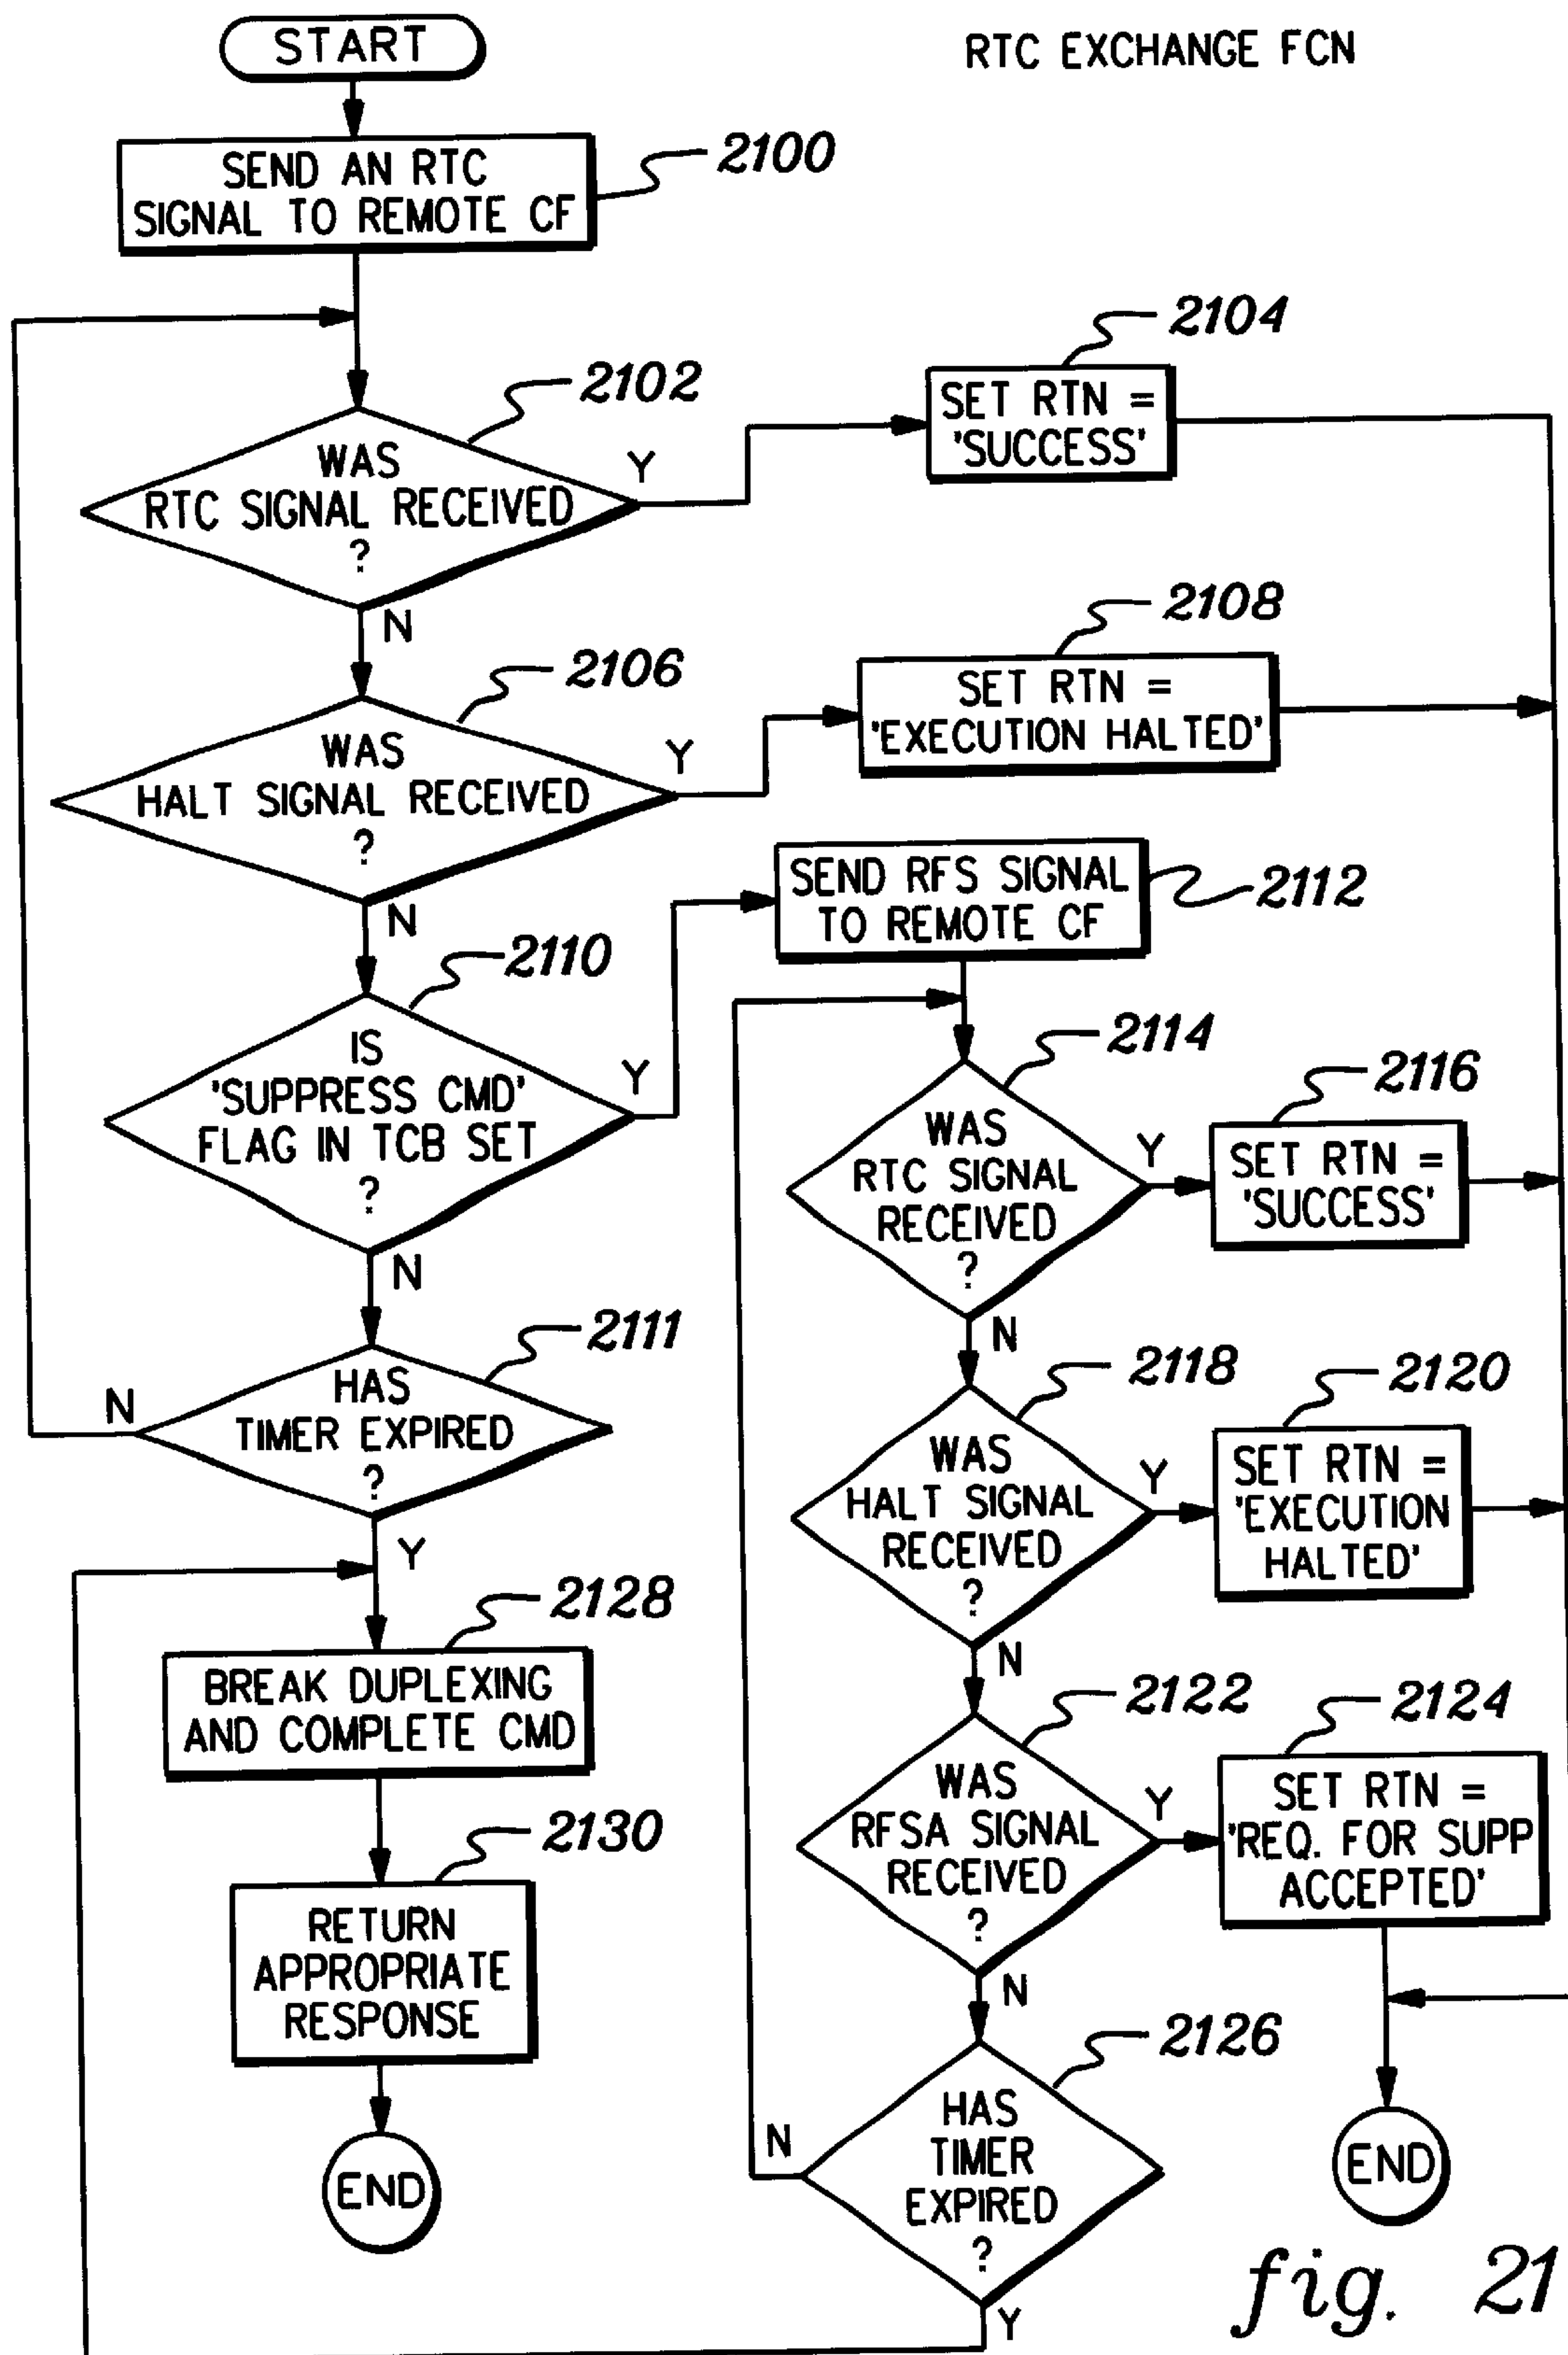 START
RTC EXCHANGE FCN
SEND AN RTC
SIGNAL TO REMOTE CF
2100
2102
WAS
RTC SIGNAL RECEIVED
?
Y
N
2104
SET RTN =
'SUCCESS'
2106
WAS
HALT SIGNAL RECEIVED
?
Y
N
2108
SET RTN =
'EXECUTION HALTED'
2110
IS
'SUPPRESS CMD'
FLAG IN TCB SET
?
Y
N
SEND RFS SIGNAL
TO REMOTE CF
2112
2111
HAS
TIMER EXPIRED
?
N
Y
2114
WAS
RTC SIGNAL
RECEIVED
?
Y
N
2116
SET RTN =
'SUCCESS'
2118
WAS
HALT SIGNAL
RECEIVED
?
Y
N
2120
SET RTN =
'EXECUTION
HALTED'
2122
WAS
RFSA SIGNAL
RECEIVED
?
Y
N
2124
SET RTN =
'REQ. FOR SUPP
ACCEPTED'
2126
HAS
TIMER
EXPIRED
?
N
Y
END
2128
BREAK DUPLEXING
AND COMPLETE CMD
2130
RETURN
APPROPRIATE
RESPONSE
END
fig. 21